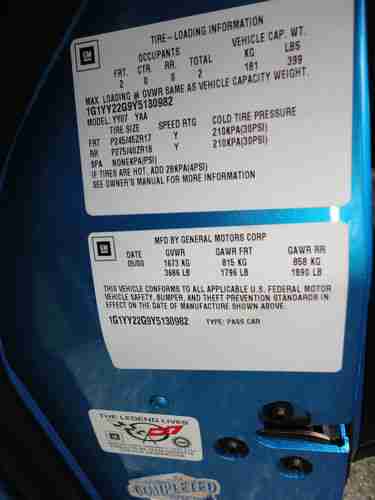 GM
TIRE-LOADING INFORMATION
OCCUPANTS VEHICLE CAP. WT.
FRT. CTR. RR. TOTAL KG LBS
2 0 0 2 181 399
MAX. LOADING @ GVWR SAME AS VEHICLE CAPACITY WEIGHT.
1G1YY22G9Y5130982
MODEL: YY07 YAA
TIRE SIZE SPEED RTG COLD TIRE PRESSURE
FRT P245/45ZR17 Y 210KPA(30PSI)
RR P275/40ZR18 Y 210KPA(30PSI)
SPA NONEKPA(PSI)
IF TIRES ARE HOT, ADD 28KPA(4PSI)
SEE OWNER'S MANUAL FOR MORE INFORMATION
GM
MFD BY GENERAL MOTORS CORP
DATE GVWR GAWR FRT GAWR RR
05/00 1673 KG 815 KG 858 KG
3686 LB 1796 LB 1890 LB
THIS VEHICLE CONFORMS TO ALL APPLICABLE U.S. FEDERAL MOTOR
VEHICLE SAFETY, BUMPER, AND THEFT PREVENTION STANDARDS IN
EFFECT ON THE DATE OF MANUFACTURE SHOWN ABOVE.
1G1YY22G9Y5130982 TYPE: PASS CAR
THE LEGEND LIVES
GM
COMPLETED